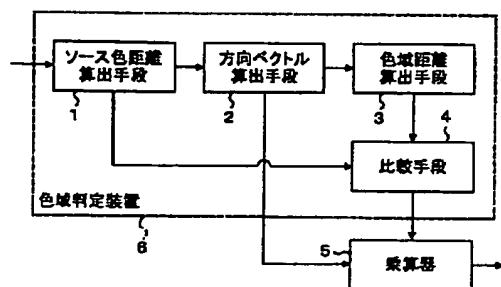 ソース色距離
算出手段
1
方向ベクトル
算出手段
2
色域距離
算出手段
3
4
比較手段
色域判定装置
6
5
乗算器